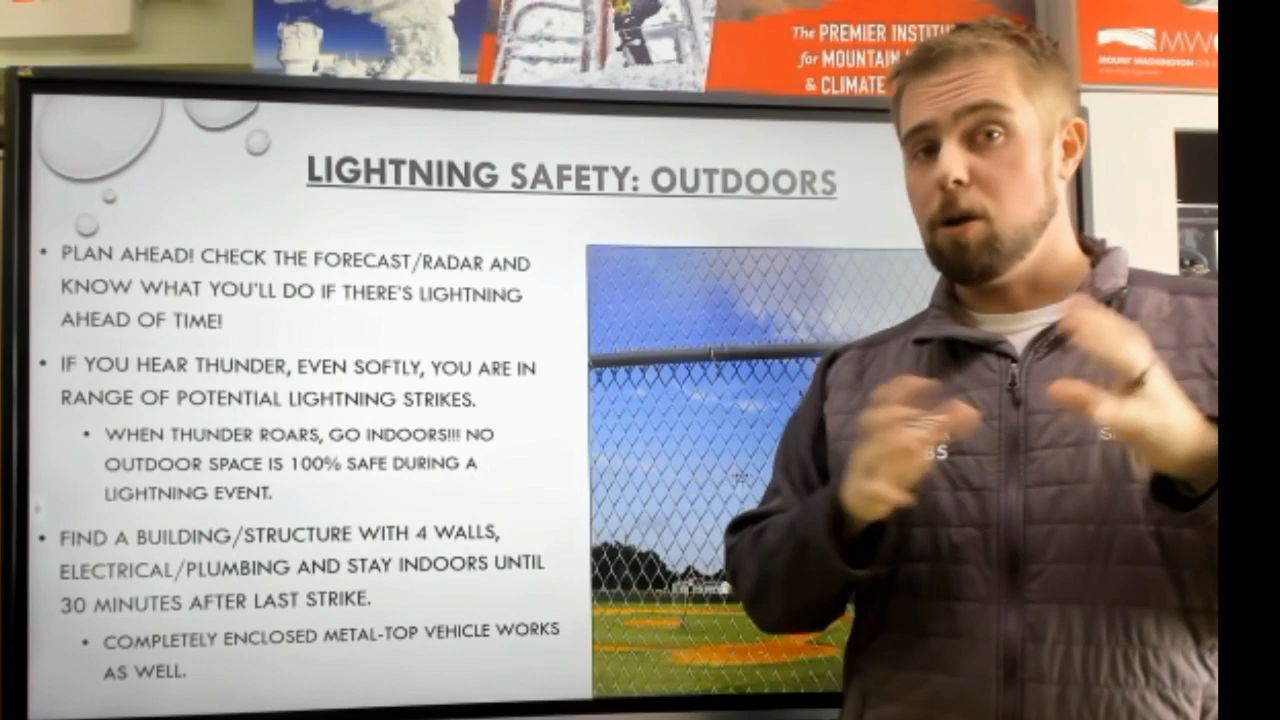 The PREMIER
for MOUNTAIN
& CLIMATE
MW
MOUNT WASHINGTON
LIGHTNING SAFETY: OUTDOORS
• PLAN AHEAD! CHECK THE FORECAST/RADAR AND
KNOW WHAT YOU'LL DO IF THERE'S LIGHTNING
AHEAD OF TIME!
• IF YOU HEAR THUNDER, EVEN SOFTLY, YOU ARE IN
RANGE OF POTENTIAL LIGHTNING STRIKES.
• WHEN THUNDER ROARS, GO INDOORS!!! NO
OUTDOOR SPACE IS 100% SAFE DURING A
LIGHTNING EVENT.
• FIND A BUILDING/STRUCTURE WITH 4 WALLS,
ELECTRICAL/PLUMBING AND STAY INDOORS UNTIL
30 MINUTES AFTER LAST STRIKE.
• COMPLETELY ENCLOSED METAL-TOP VEHICLE WORKS
AS WELL.